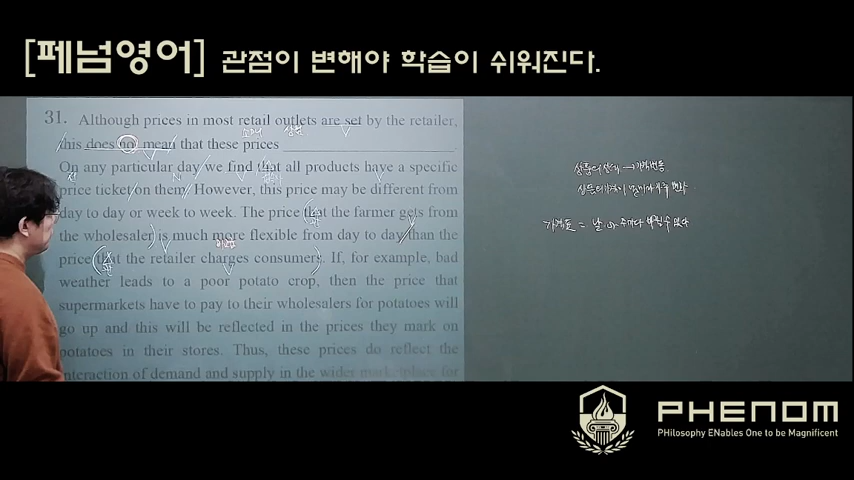 [페넘영어] 관점이 변해야 학습이 쉬워진다.
31. Although prices in most retail outlets are set by the retailer,
this does not mean that these prices
On any particular day we find that all products have a specific
price ticket on them. However, this price may be different from
day to day or week to week. The price that the farmer gets from
the wholesaler is much more flexible from day to day than the
price that the retailer charges consumers. If, for example, bad
weather leads to a poor potato crop, then the price that
supermarkets have to pay to their wholesalers for potatoes will
go up and this will be reflected in the prices they mark on
potatoes in their stores. Thus, these prices do reflect the
interaction of demand and supply in the wider marketplace for
가격표 =
PHENOM
PHilosophy ENables One to be Magnificent